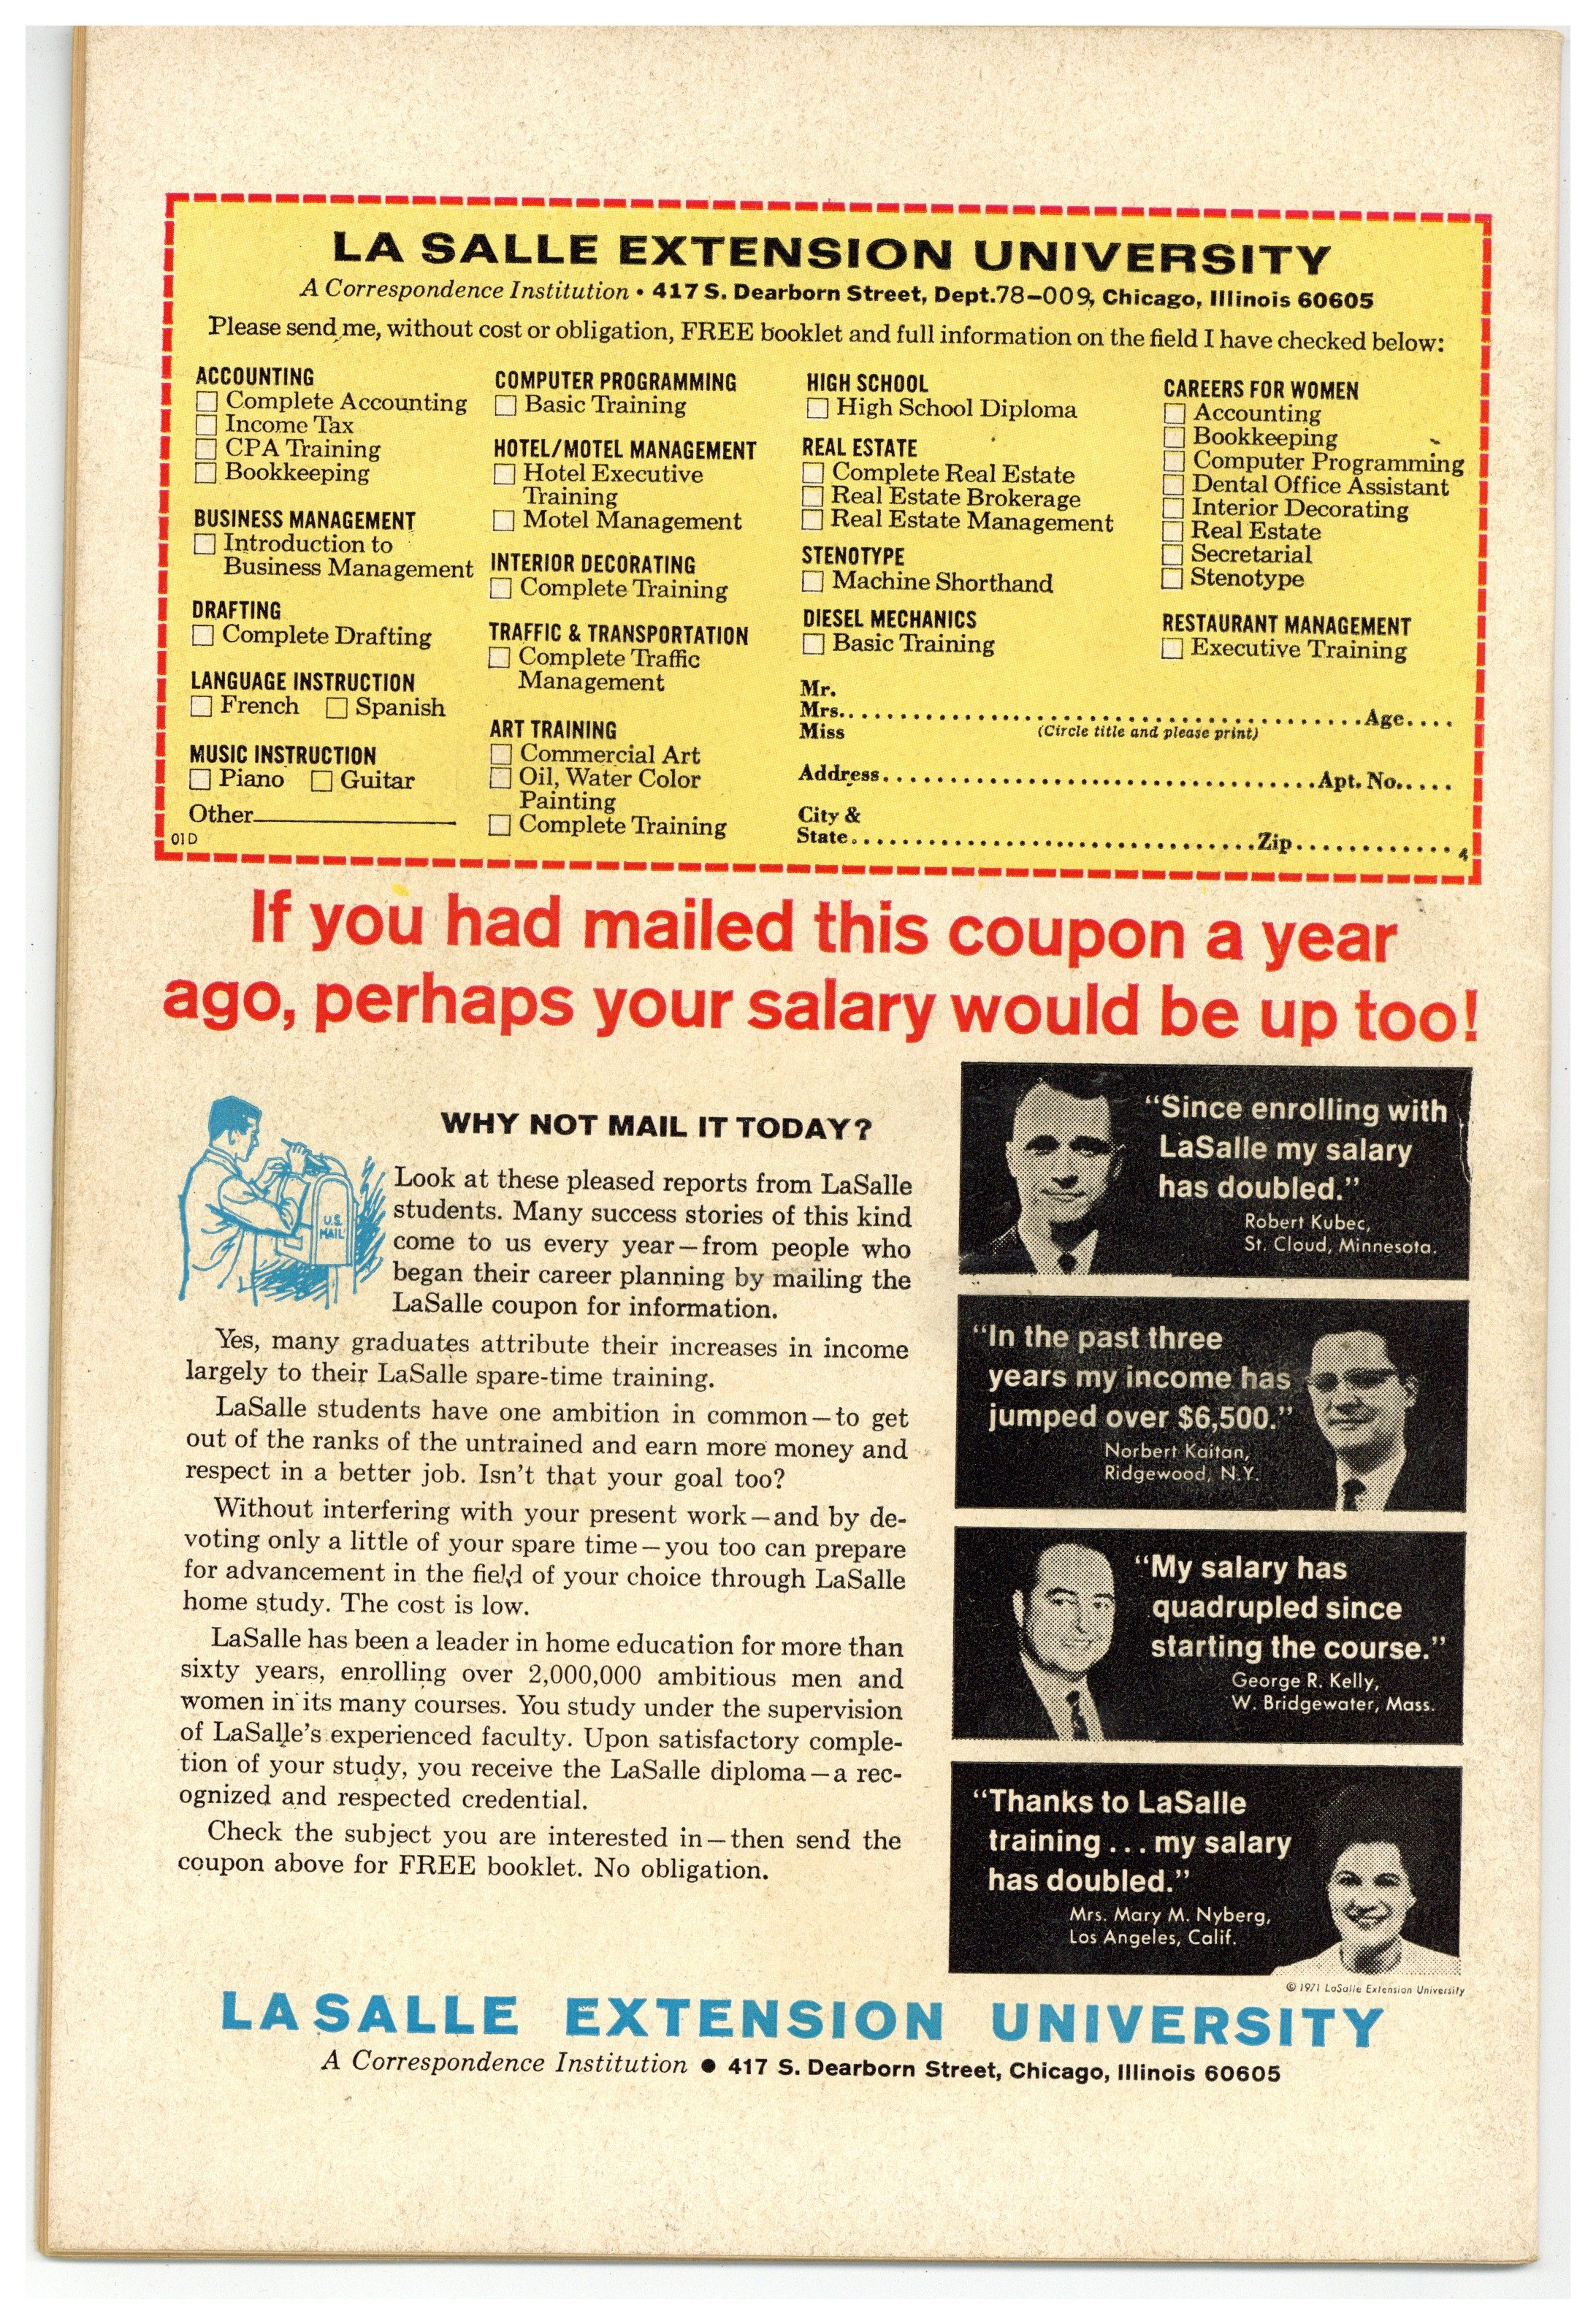 LA SALLE EXTENSION UNIVERSITY
A Correspondence Institution • 417 S. Dearborn Street, Dept.78-009, Chicago, Illinois 60605
Please send me, without cost or obligation, FREE booklet and full information on the field I have checked below:
ACCOUNTING
Complete Accounting
Income Tax
CPA Training
Bookkeeping
BUSINESS MANAGEMENT
Introduction to
Business Management
DRAFTING
Complete Drafting
LANGUAGE INSTRUCTION
French Spanish
MUSIC INSTRUCTION
Piano Guitar
Other
01D
COMPUTER PROGRAMMING
Basic Training
HOTEL/MOTEL MANAGEMENT
Hotel Executive
Training
Motel Management
INTERIOR DECORATING
Complete Training
TRAFFIC & TRANSPORTATION
Complete Traffic
Management
ART TRAINING
Commercial Art
Oil, Water Color
Painting
Complete Training
HIGH SCHOOL
High School Diploma
REAL ESTATE
Complete Real Estate
Real Estate Brokerage
Real Estate Management
STENOTYPE
Machine Shorthand
DIESEL MECHANICS
Basic Training
CAREERS FOR WOMEN
Accounting
Bookkeeping
Computer Programming
Dental Office Assistant
Interior Decorating
Real Estate
Secretarial
Stenotype
RESTAURANT MANAGEMENT
Executive Training
Mr.
Mrs. Age
Miss (Circle title and please print)
Address Apt. No.
City &
State Zip
If you had mailed this coupon a year
ago, perhaps your salary would be up too!
U.S.
MAIL
WHY NOT MAIL IT TODAY?
Look at these pleased reports from LaSalle
students. Many success stories of this kind
come to us every year—from people who
began their career planning by mailing the
LaSalle coupon for information.
Yes, many graduates attribute their increases in income
largely to their LaSalle spare-time training.
LaSalle students have one ambition in common—to get
out of the ranks of the untrained and earn more money and
respect in a better job. Isn't that your goal too?
Without interfering with your present work—and by de-
voting only a little of your spare time—you too can prepare
for advancement in the field of your choice through LaSalle
home study. The cost is low.
LaSalle has been a leader in home education for more than
sixty years, enrolling over 2,000,000 ambitious men and
women in its many courses. You study under the supervision
of LaSalle's experienced faculty. Upon satisfactory comple-
tion of your study, you receive the LaSalle diploma—a rec-
ognized and respected credential.
Check the subject you are interested in—then send the
coupon above for FREE booklet. No obligation.
"Since enrolling with
LaSalle my salary
has doubled."
Robert Kubec,
St. Cloud, Minnesota.
"In the past three
years my income has
jumped over $6,500."
Norbert Kaitan,
Ridgewood, N.Y.
"My salary has
quadrupled since
starting the course."
George R. Kelly,
W. Bridgewater, Mass.
"Thanks to LaSalle
training ... my salary
has doubled."
Mrs. Mary M. Nyberg,
Los Angeles, Calif.
© 1971 LaSalle Extension University
LA SALLE EXTENSION UNIVERSITY
A Correspondence Institution • 417 S. Dearborn Street, Chicago, Illinois 60605